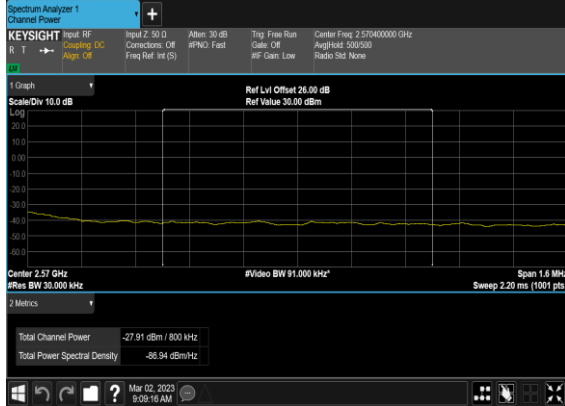 Spectrum Analyzer 1
Channel Power
+
KEYSIGHT Input: RF Input Z: 50 Ω Atten: 30 dB Trig: Free Run Center Freq: 2.570400000 GHz
R T Coupling: DC Corrections: Off #PNO: Fast Gate: Off Avg|Hold: 500/500
Align: Off Freq Ref: Int (S) #IF Gain: Low Radio Std: None
1 Graph Ref Lvl Offset 26.00 dB
Scale/Div 10.0 dB Ref Value 30.00 dBm
Log
20.0
10.0
0.00
-10.0
-20.0
-30.0
-40.0
-50.0
-60.0
Center 2.57 GHz #Video BW 91.000 kHz* Span 1.6 MHz
#Res BW 30.000 kHz Sweep 2.20 ms (1001 pts
2 Metrics
Total Channel Power -27.91 dBm / 800 kHz
Total Power Spectral Density -86.94 dBm/Hz
? Mar 02, 2023
9:09:16 AM